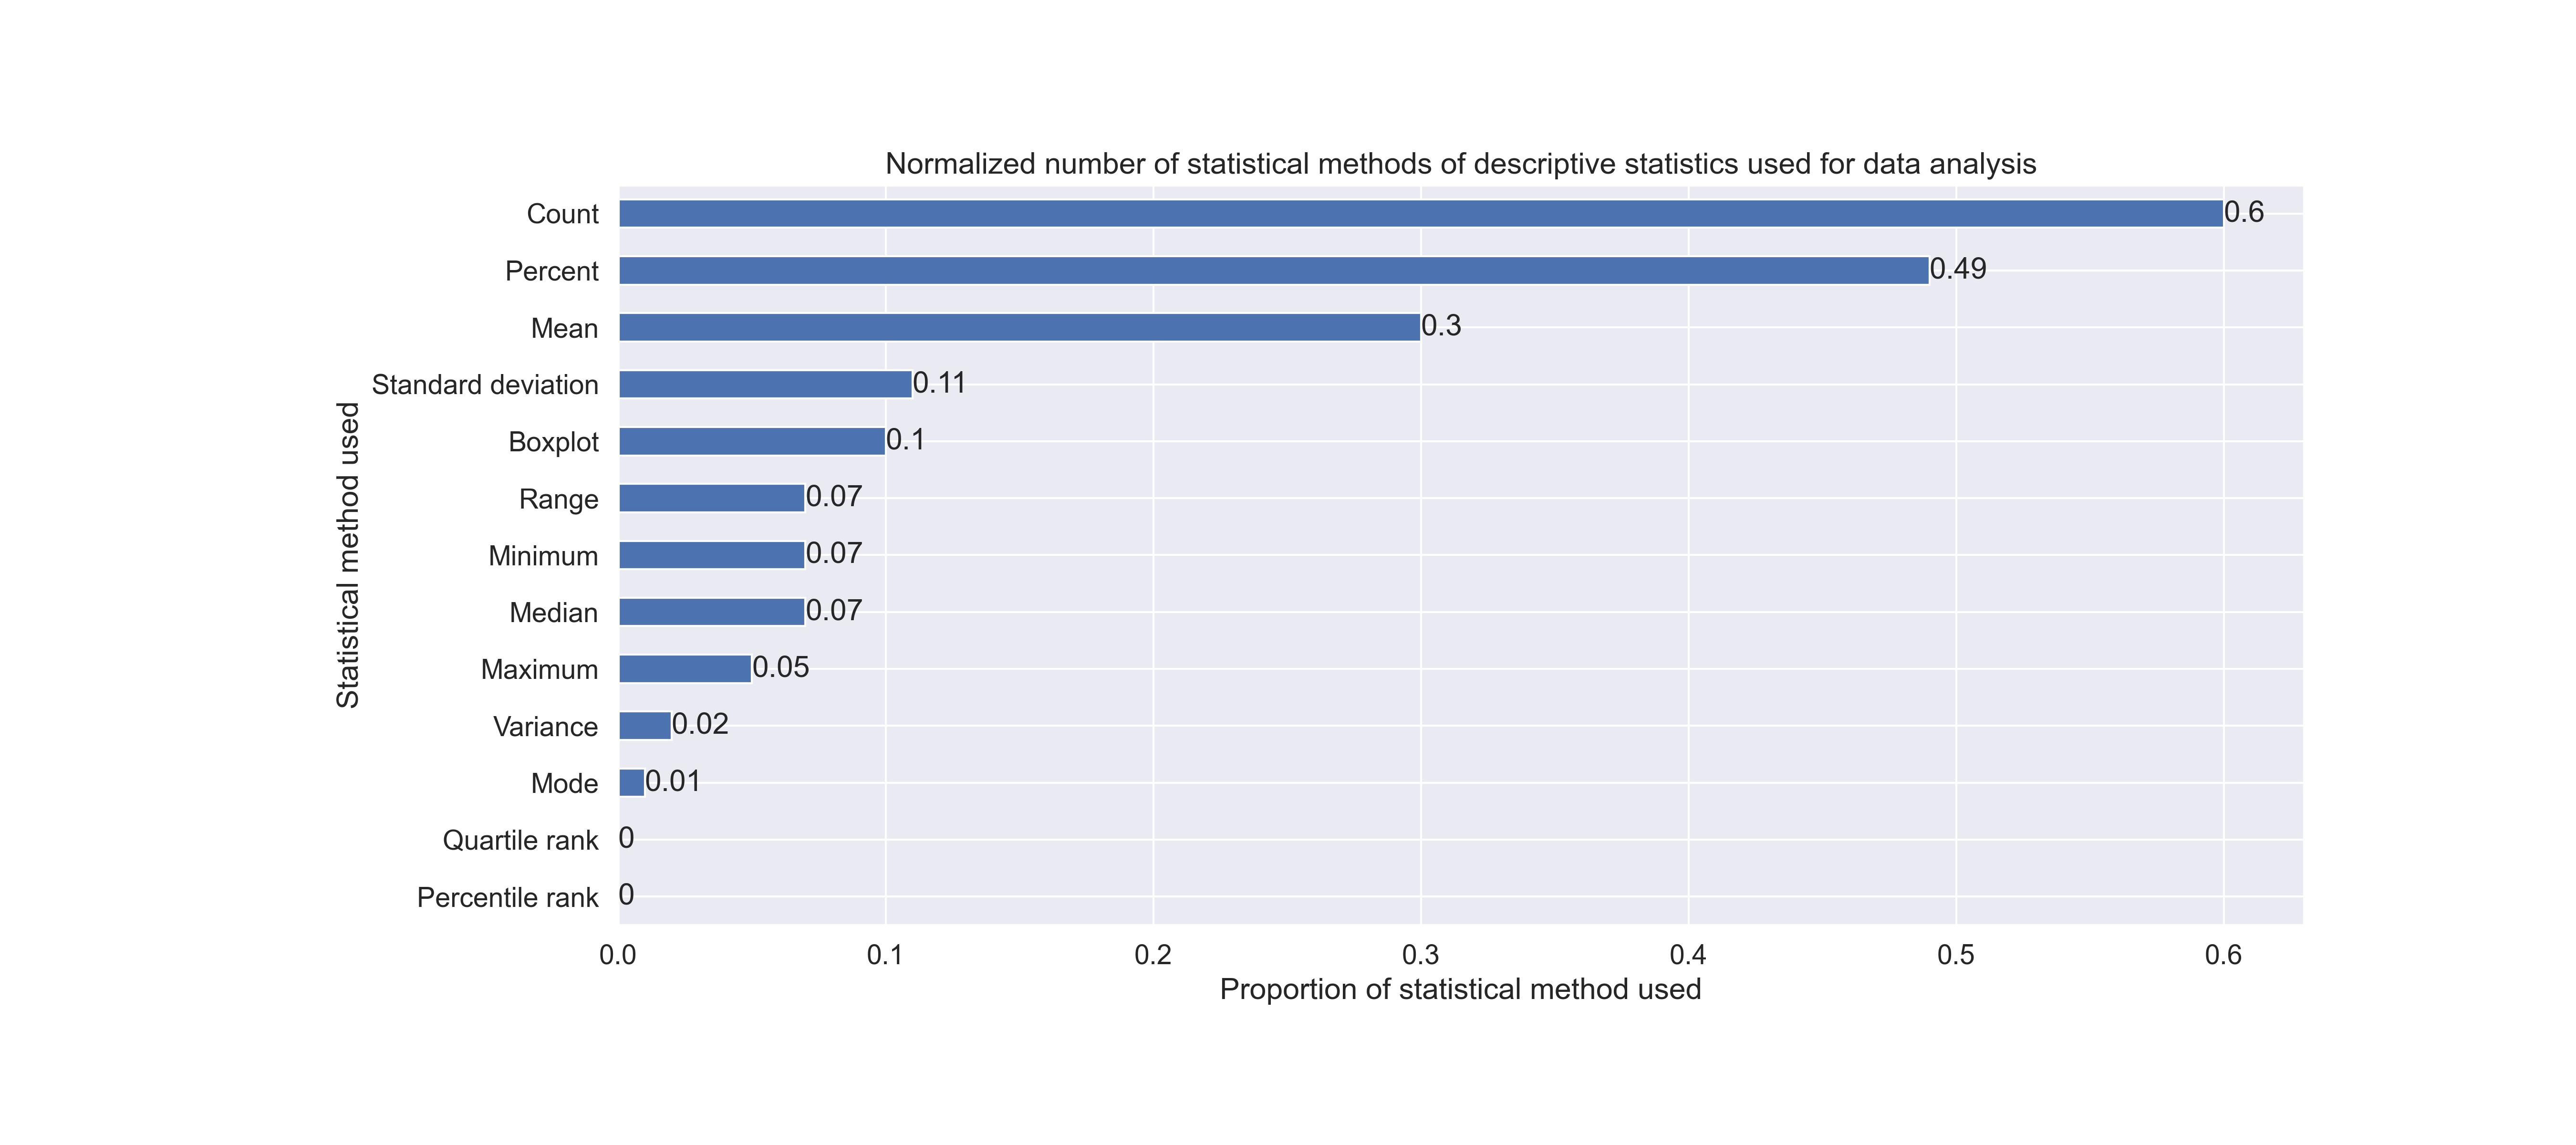 Normalized number of statistical methods of descriptive statistics used for data analysis
Statistical method used
Count 0.6
Percent 0.49
Mean 0.3
Standard deviation 0.11
Boxplot 0.1
Range 0.07
Minimum 0.07
Median 0.07
Maximum 0.05
Variance 0.02
Mode 0.01
Quartile rank 0
Percentile rank 0
0.0 0.1 0.2 0.3 0.4 0.5 0.6
Proportion of statistical method used